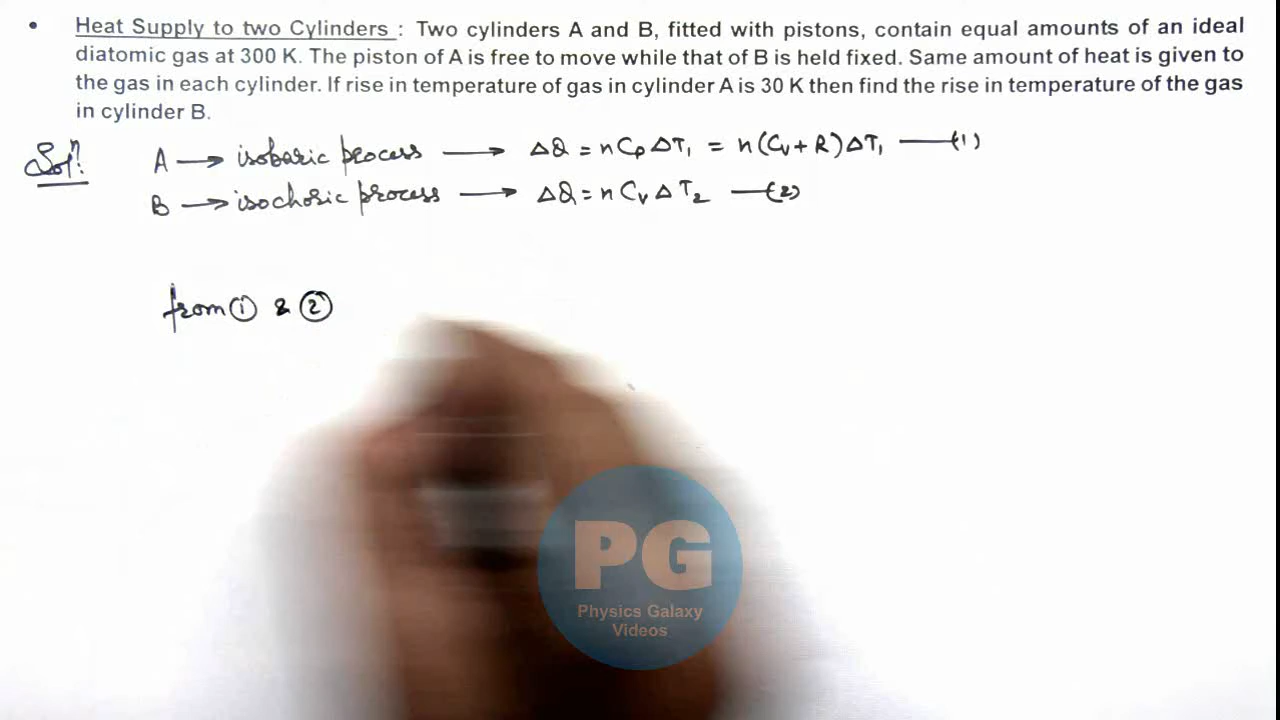 • Heat Supply to two Cylinders : Two cylinders A and B, fitted with pistons, contain equal amounts of an ideal
diatomic gas at 300 K. The piston of A is free to move while that of B is held fixed. Same amount of heat is given to
the gas in each cylinder. If rise in temperature of gas in cylinder A is 30 K then find the rise in temperature of the gas
in cylinder B.
Solⁿ: A → isobaric process → ΔQ = nCpΔT₁ = n(Cv+R)ΔT₁ —(1)
B → isochoric process → ΔQ = nCvΔT₂ —(2)
from ① & ②
PG
Physics Galaxy
Videos